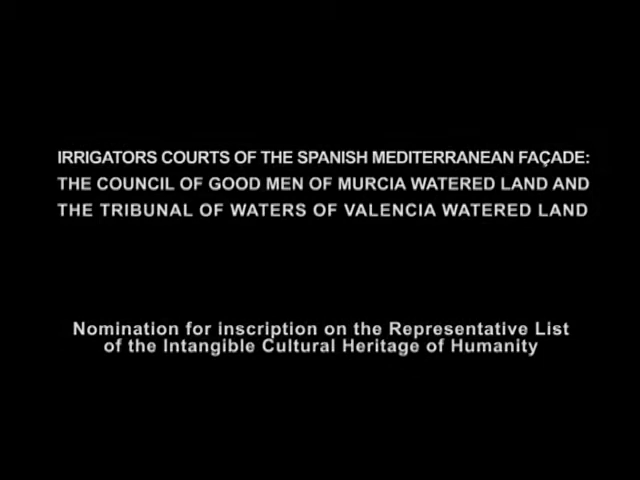 IRRIGATORS COURTS OF THE SPANISH MEDITERRANEAN FAÇADE:
THE COUNCIL OF GOOD MEN OF MURCIA WATERED LAND AND
THE TRIBUNAL OF WATERS OF VALENCIA WATERED LAND
Nomination for inscription on the Representative List
of the Intangible Cultural Heritage of Humanity